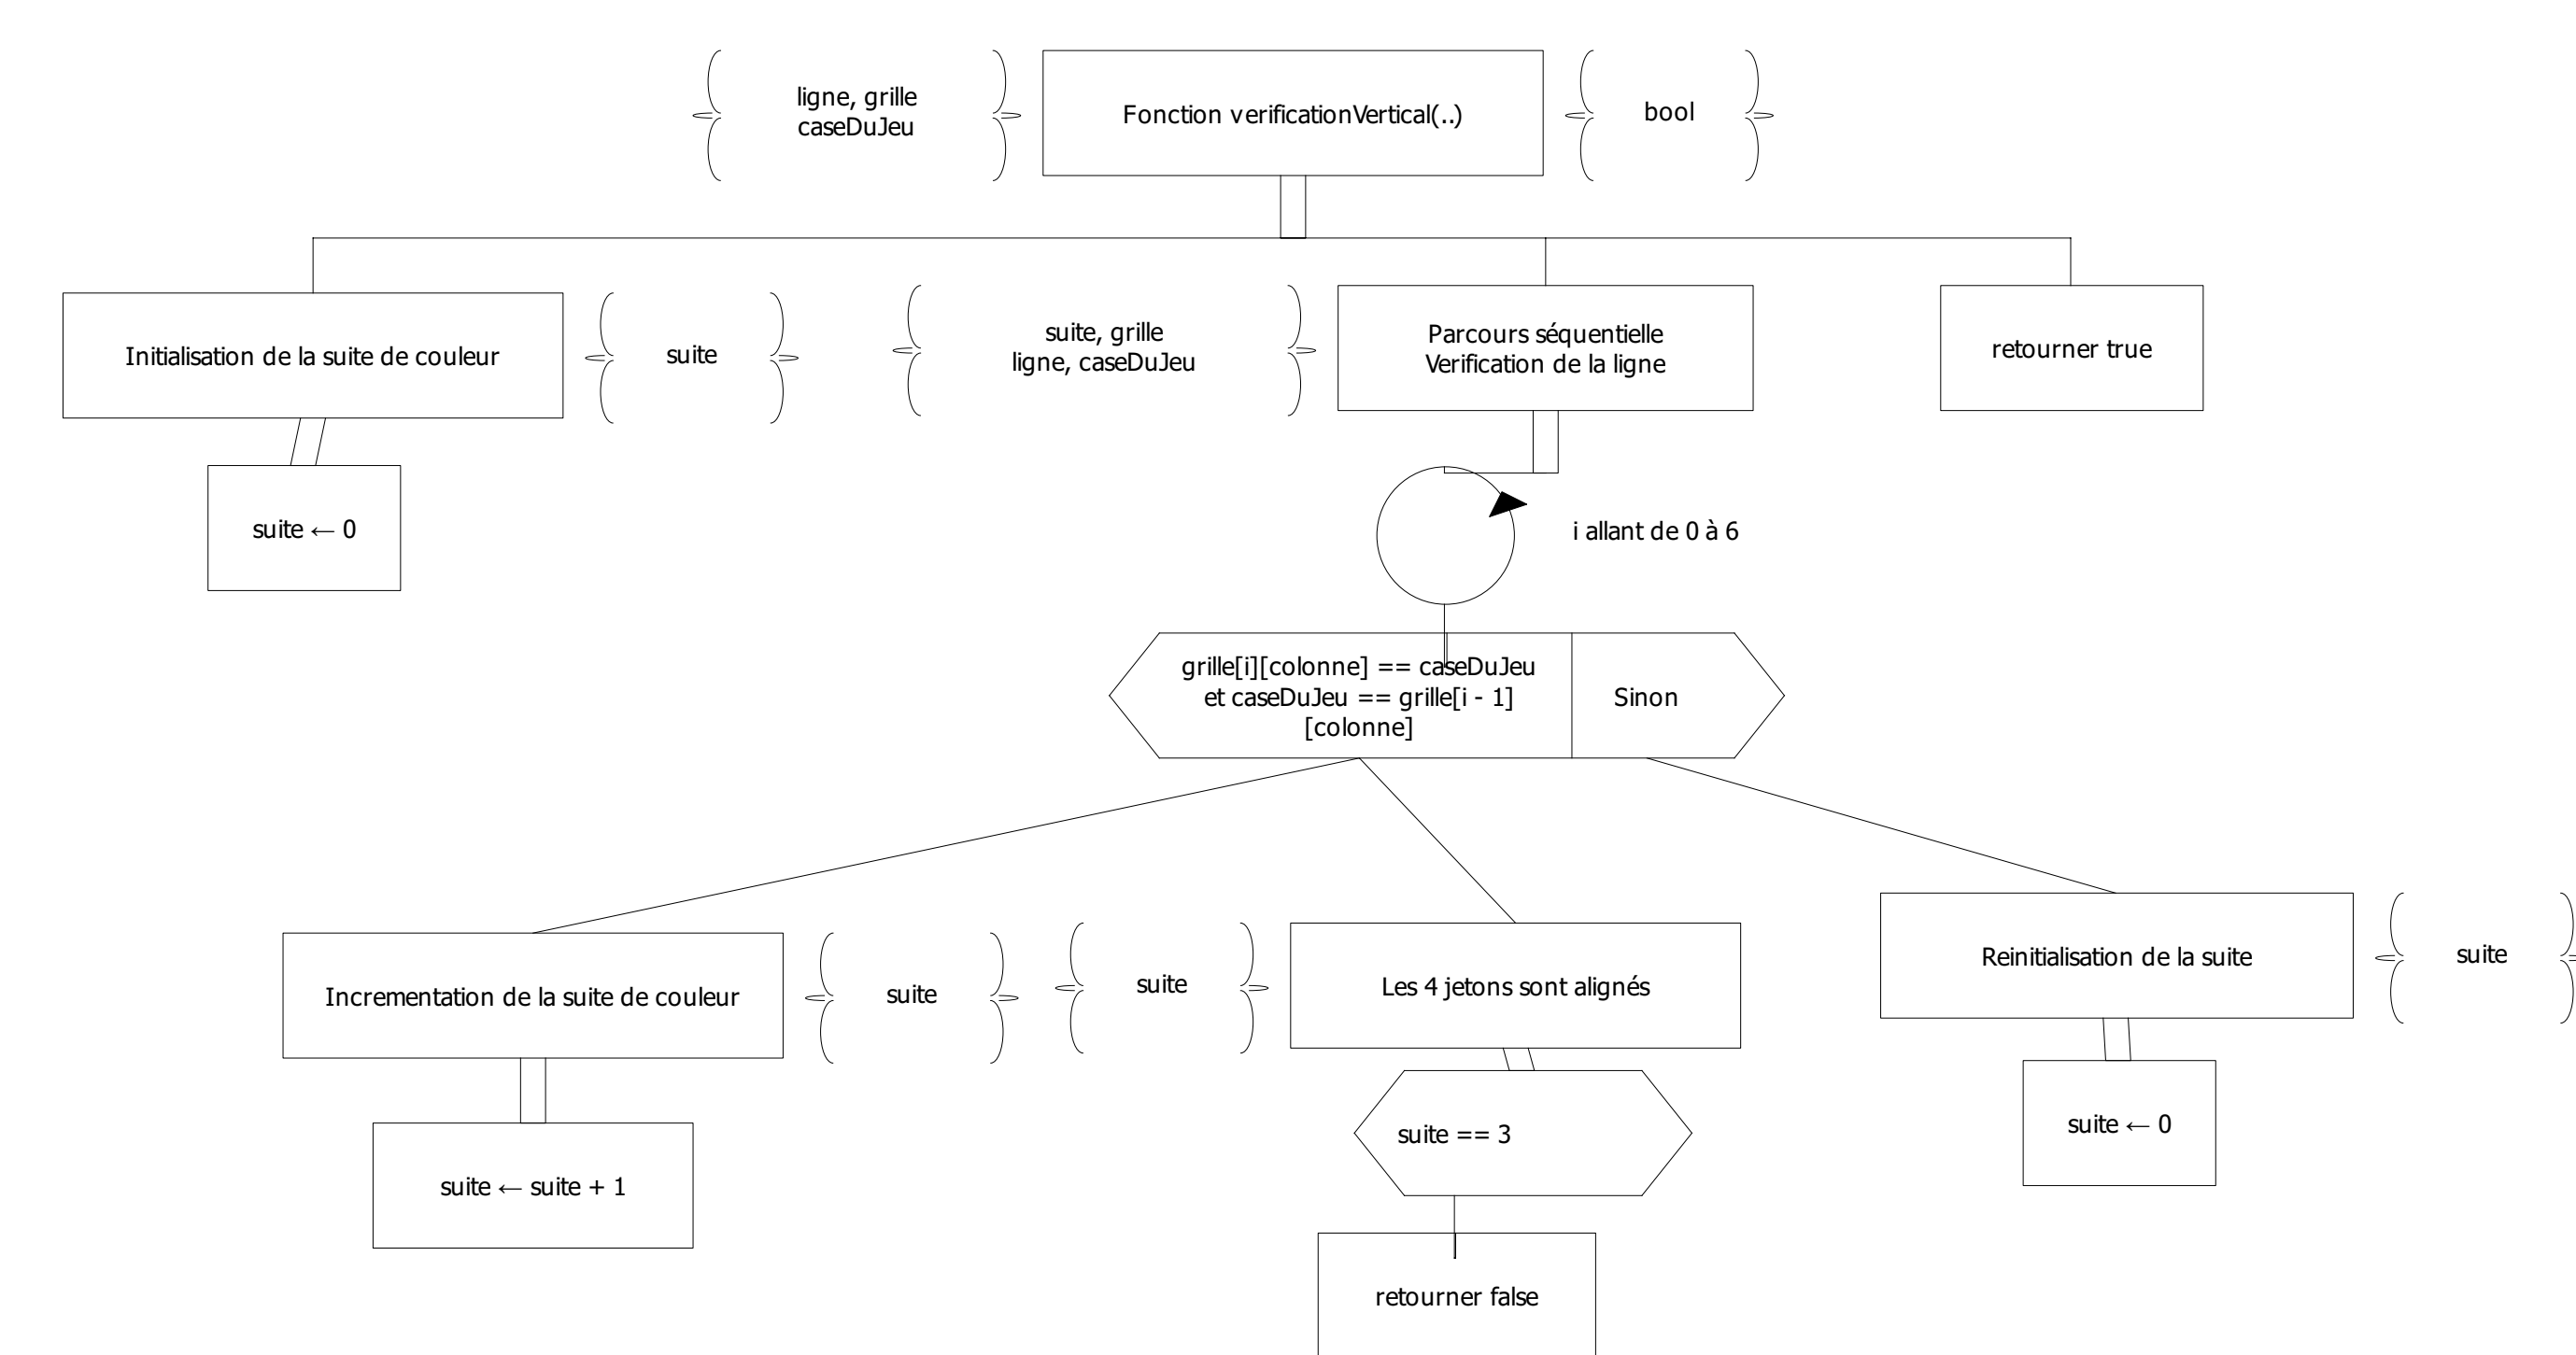 ligne, grille
caseDuJeu
Fonction verificationVertical(..)
bool
Initialisation de la suite de couleur
suite
suite, grille
ligne, caseDuJeu
Parcours séquentielle
Verification de la ligne
retourner true
suite ← 0
i allant de 0 à 6
grille[i][colonne] == caseDuJeu
et caseDuJeu == grille[i - 1]
[colonne]
Sinon
Incrementation de la suite de couleur
suite
suite
Les 4 jetons sont alignés
Reinitialisation de la suite
suite
suite ← suite + 1
suite == 3
suite ← 0
retourner false